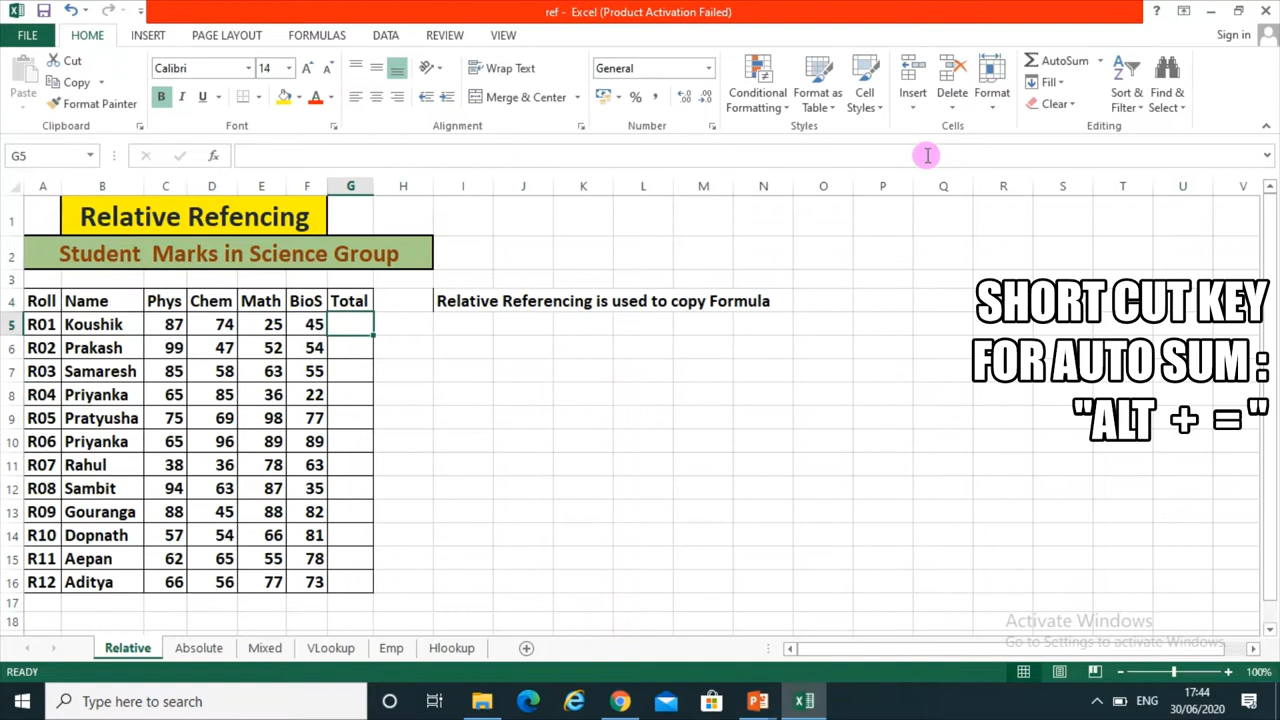 ref - Excel (Product Activation Failed)
FILE HOME INSERT PAGE LAYOUT FORMULAS DATA REVIEW VIEW Sign in
Cut
Copy
Format Painter
Paste
Clipboard
Calibri 14
B I U
Font
Wrap Text
Merge & Center
Alignment
General
Number
Conditional Formatting
Format as Table
Cell Styles
Styles
Insert Delete Format
Cells
AutoSum
Fill
Clear
Sort & Filter
Find & Select
Editing
G5 fx
A B C D E F G H I J K L M N O P Q R S T U V
1 Relative Refencing
2 Student Marks in Science Group
3
4 Roll Name Phys Chem Math BioS Total Relative Referencing is used to copy Formula
5 R01 Koushik 87 74 25 45
6 R02 Prakash 99 47 52 54
7 R03 Samaresh 85 58 63 55
8 R04 Priyanka 65 85 36 22
9 R05 Pratyusha 75 69 98 77
10 R06 Priyanka 65 96 89 89
11 R07 Rahul 38 36 78 63
12 R08 Sambit 94 63 87 35
13 R09 Gouranga 88 45 88 82
14 R10 Dopnath 57 54 66 81
15 R11 Aepan 62 65 55 78
16 R12 Aditya 66 56 77 73
17
18
SHORT CUT KEY
FOR AUTO SUM :
"ALT + ="
Activate Windows
Go to Settings to activate Windows.
Relative Absolute Mixed VLookup Emp Hlookup
READY 100%
Type here to search
ENG
17:44
30/06/2020